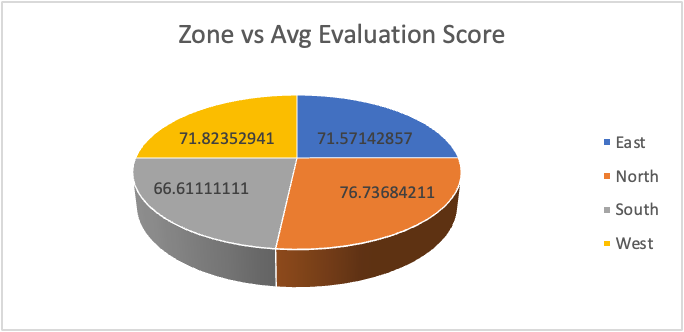 Zone vs Avg Evaluation Score
71.82352941
71.57142857
66.61111111
76.73684211
East
North
South
West